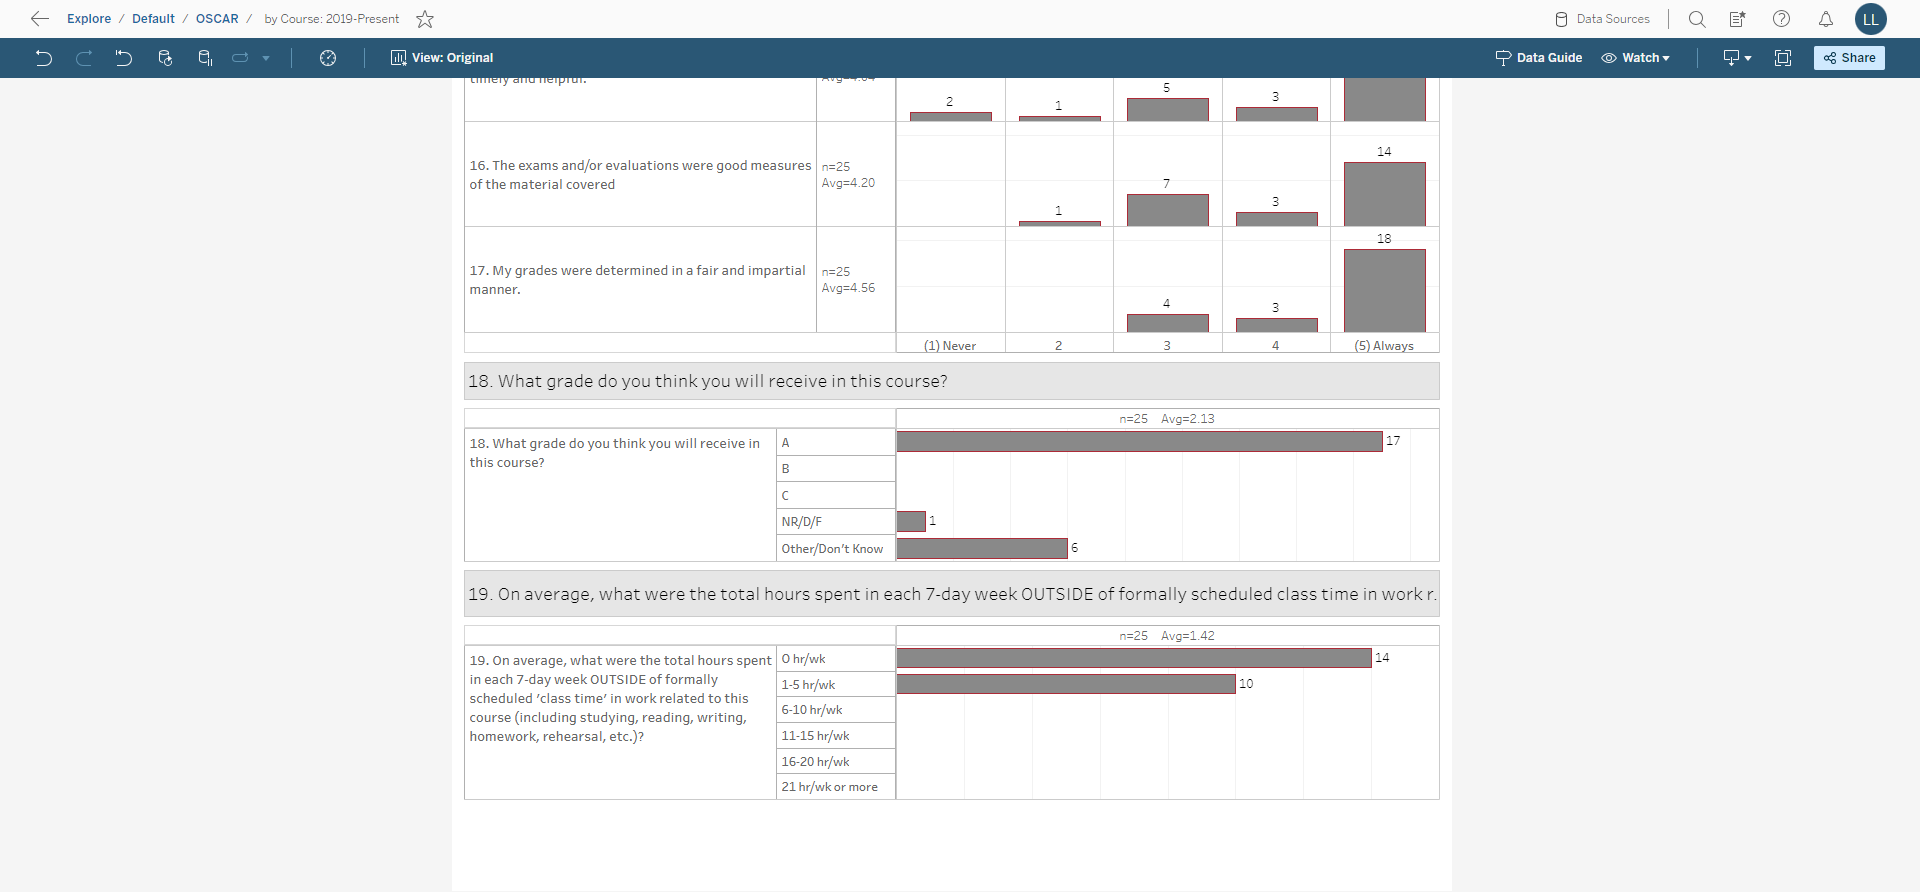 Explore / Default / OSCAR / by Course: 2019-Present
Data Sources
LL
View: Original
Data Guide
Watch
Share
timely and helpful.
Avg=4.04
2
1
5
3
16. The exams and/or evaluations were good measures
of the material covered
n=25
Avg=4.20
1
7
3
14
17. My grades were determined in a fair and impartial
manner.
n=25
Avg=4.56
4
3
18
(1) Never
2
3
4
(5) Always
18. What grade do you think you will receive in this course?
n=25 Avg=2.13
18. What grade do you think you will receive in
this course?
A
17
B
C
NR/D/F
1
Other/Don't Know
6
19. On average, what were the total hours spent in each 7-day week OUTSIDE of formally scheduled class time in work r.
n=25 Avg=1.42
19. On average, what were the total hours spent
in each 7-day week OUTSIDE of formally
scheduled 'class time' in work related to this
course (including studying, reading, writing,
homework, rehearsal, etc.)?
0 hr/wk
14
1-5 hr/wk
10
6-10 hr/wk
11-15 hr/wk
16-20 hr/wk
21 hr/wk or more